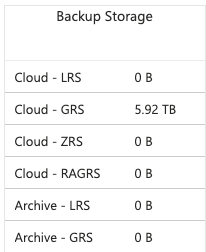 Backup Storage
Cloud - LRS 0 B
Cloud - GRS 5.92 TB
Cloud - ZRS 0 B
Cloud - RAGRS 0 B
Archive - LRS 0 B
Archive - GRS 0 B